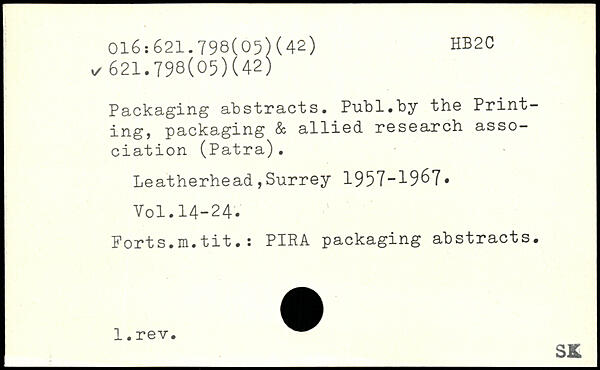 016:621.798(05)(42) HB2C
✓ 621.798(05)(42)
Packaging abstracts. Publ.by the Print-
ing, packaging & allied research asso-
ciation (Patra).
Leatherhead,Surrey 1957-1967.
Vol.14-24.
Forts.m.tit.: PIRA packaging abstracts.
1.rev.
SK